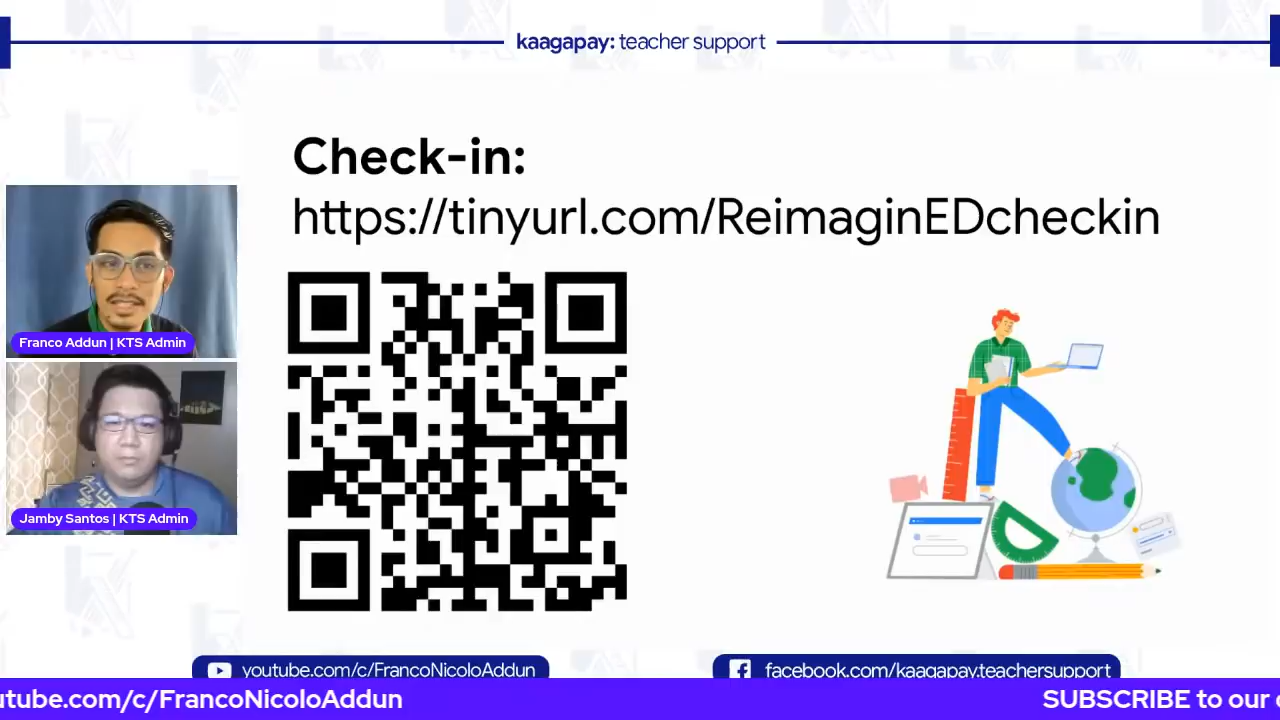 kaagapay: teacher support
Check-in:
https://tinyurl.com/ReimaginEDcheckin
Franco Addun | KTS Admin
Jamby Santos | KTS Admin
youtube.com/c/FrancoNicoloAddun
facebook.com/kaagapay.teachersupport
utube.com/c/FrancoNicoloAddun
SUBSCRIBE to our